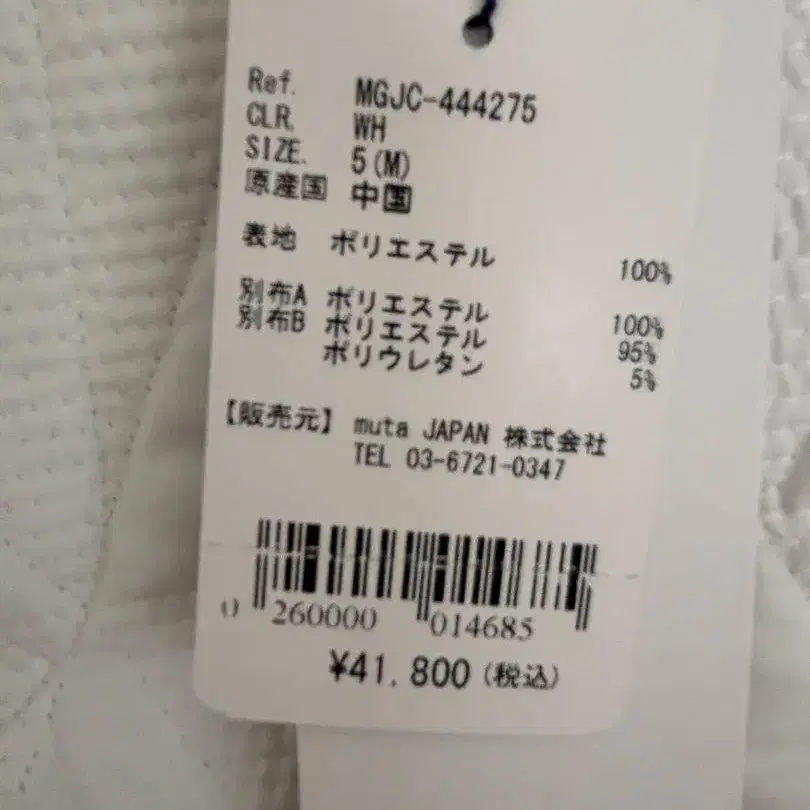 Ref. MGJC-444275
CLR. WH
SIZE. 5(M)
原産国 中国
表地 ポリエステル 100%
別布A ポリエステル 100%
別布B ポリエステル 95%
ポリウレタン 5%
【販売元】 muta JAPAN 株式会社
TEL 03-6721-0347
0 260000 014685
¥41,800(税込)